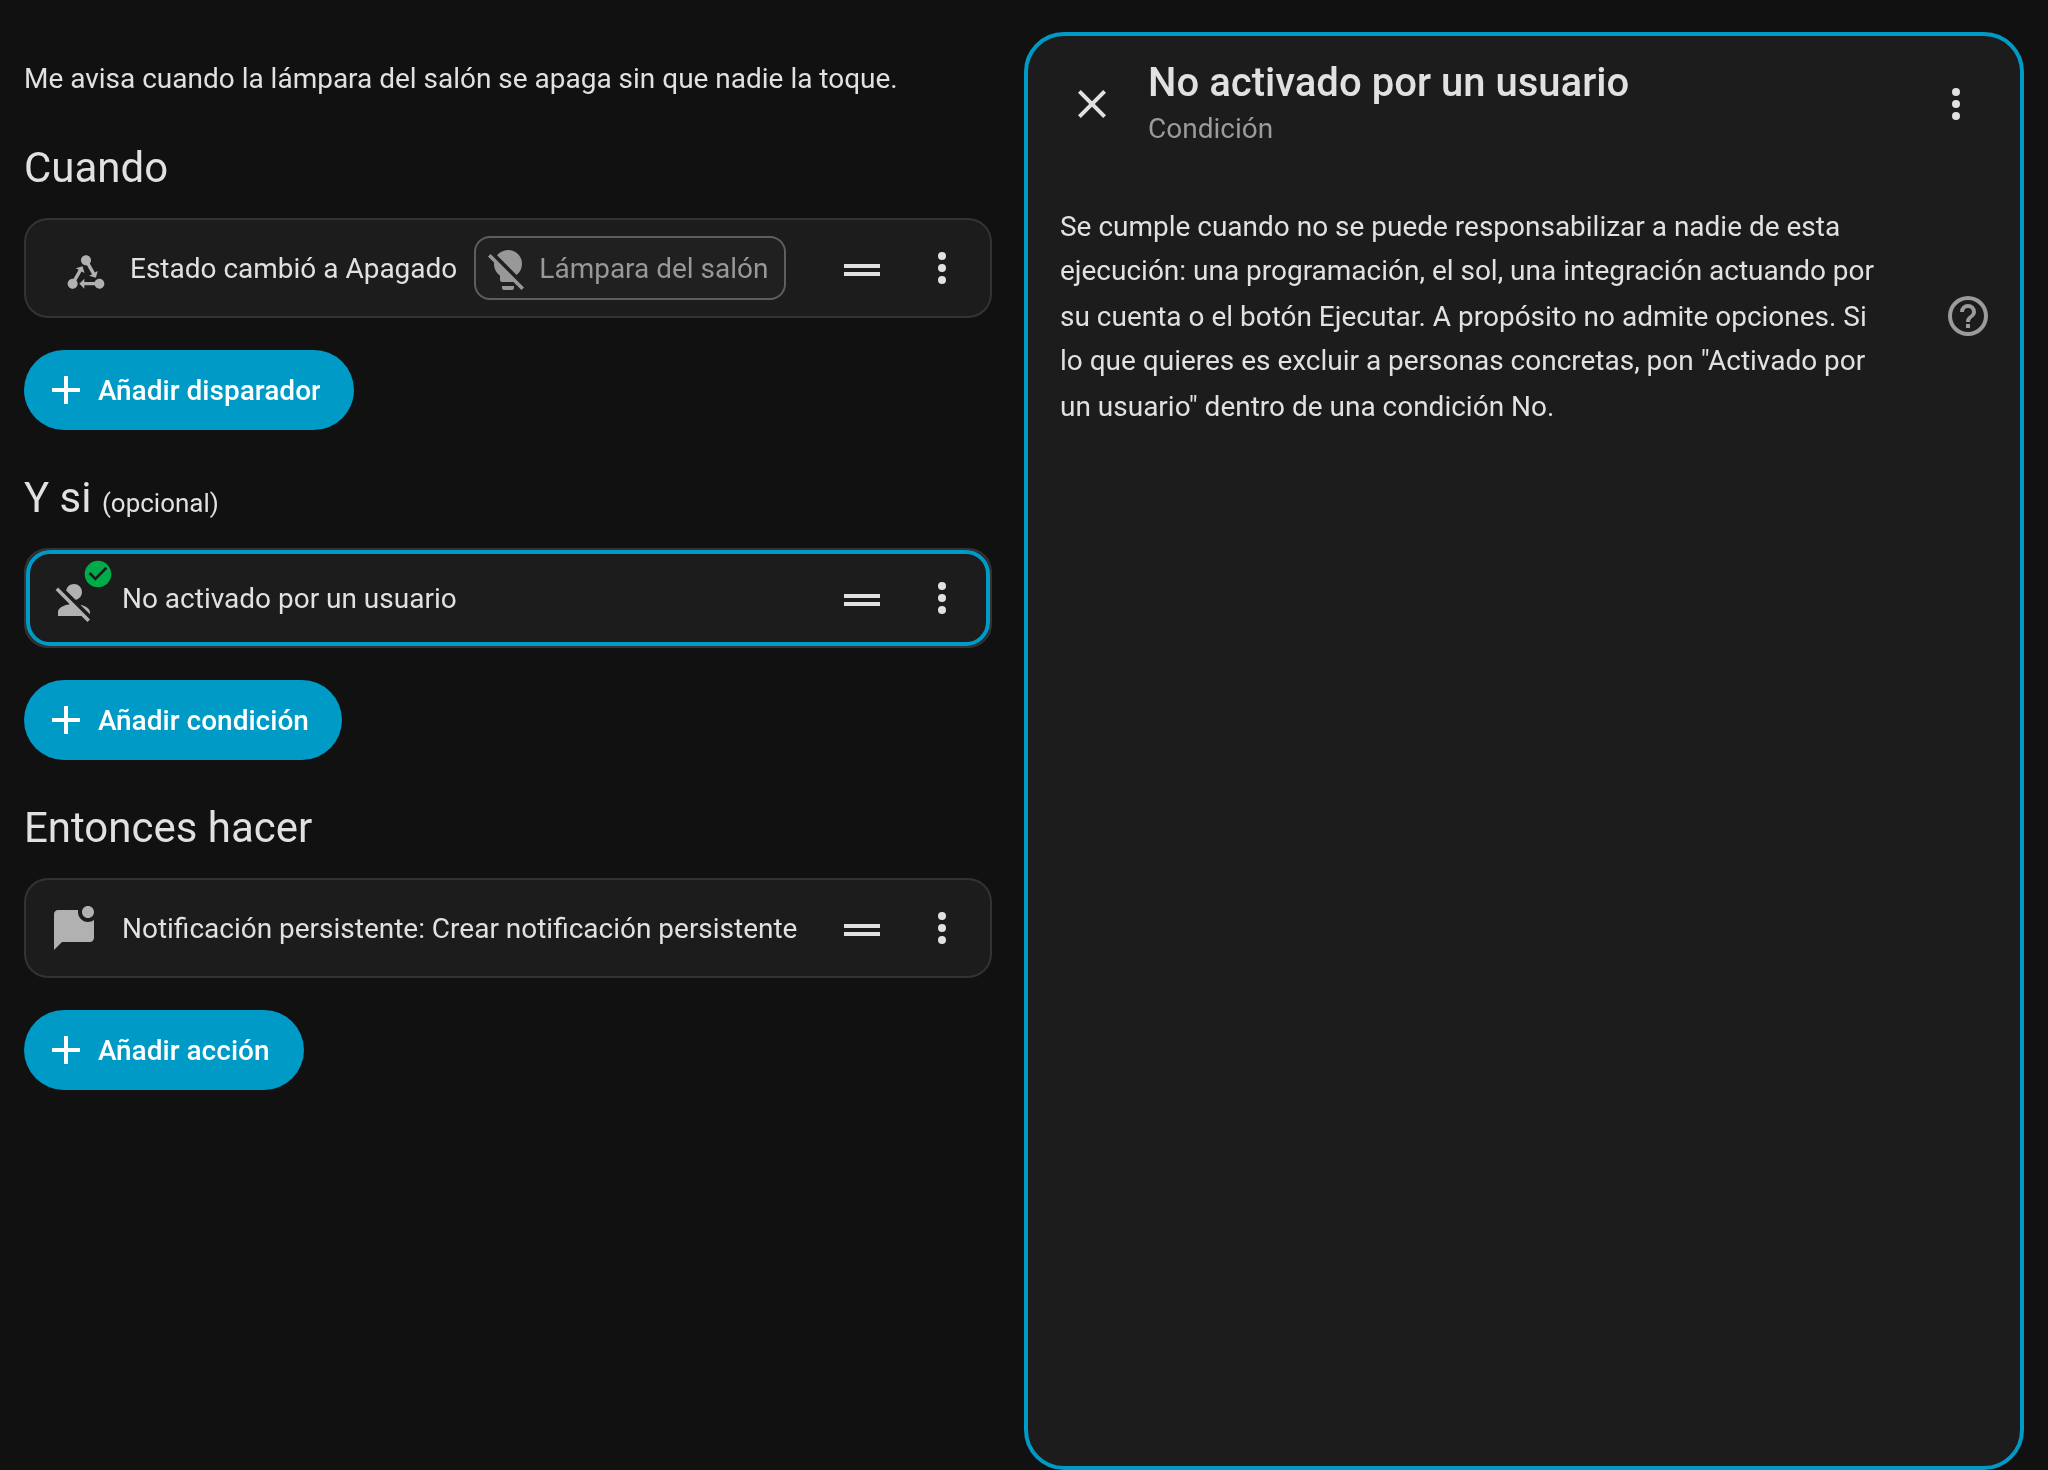 Me avisa cuando la lámpara del salón se apaga sin que nadie la toque.
Cuando
Estado cambió a Apagado Lámpara del salón
Añadir disparador
Y si (opcional)
No activado por un usuario
Añadir condición
Entonces hacer
Notificación persistente: Crear notificación persistente
Añadir acción
No activado por un usuario
Condición
Se cumple cuando no se puede responsabilizar a nadie de esta
ejecución: una programación, el sol, una integración actuando por
su cuenta o el botón Ejecutar. A propósito no admite opciones. Si
lo que quieres es excluir a personas concretas, pon "Activado por
un usuario" dentro de una condición No.